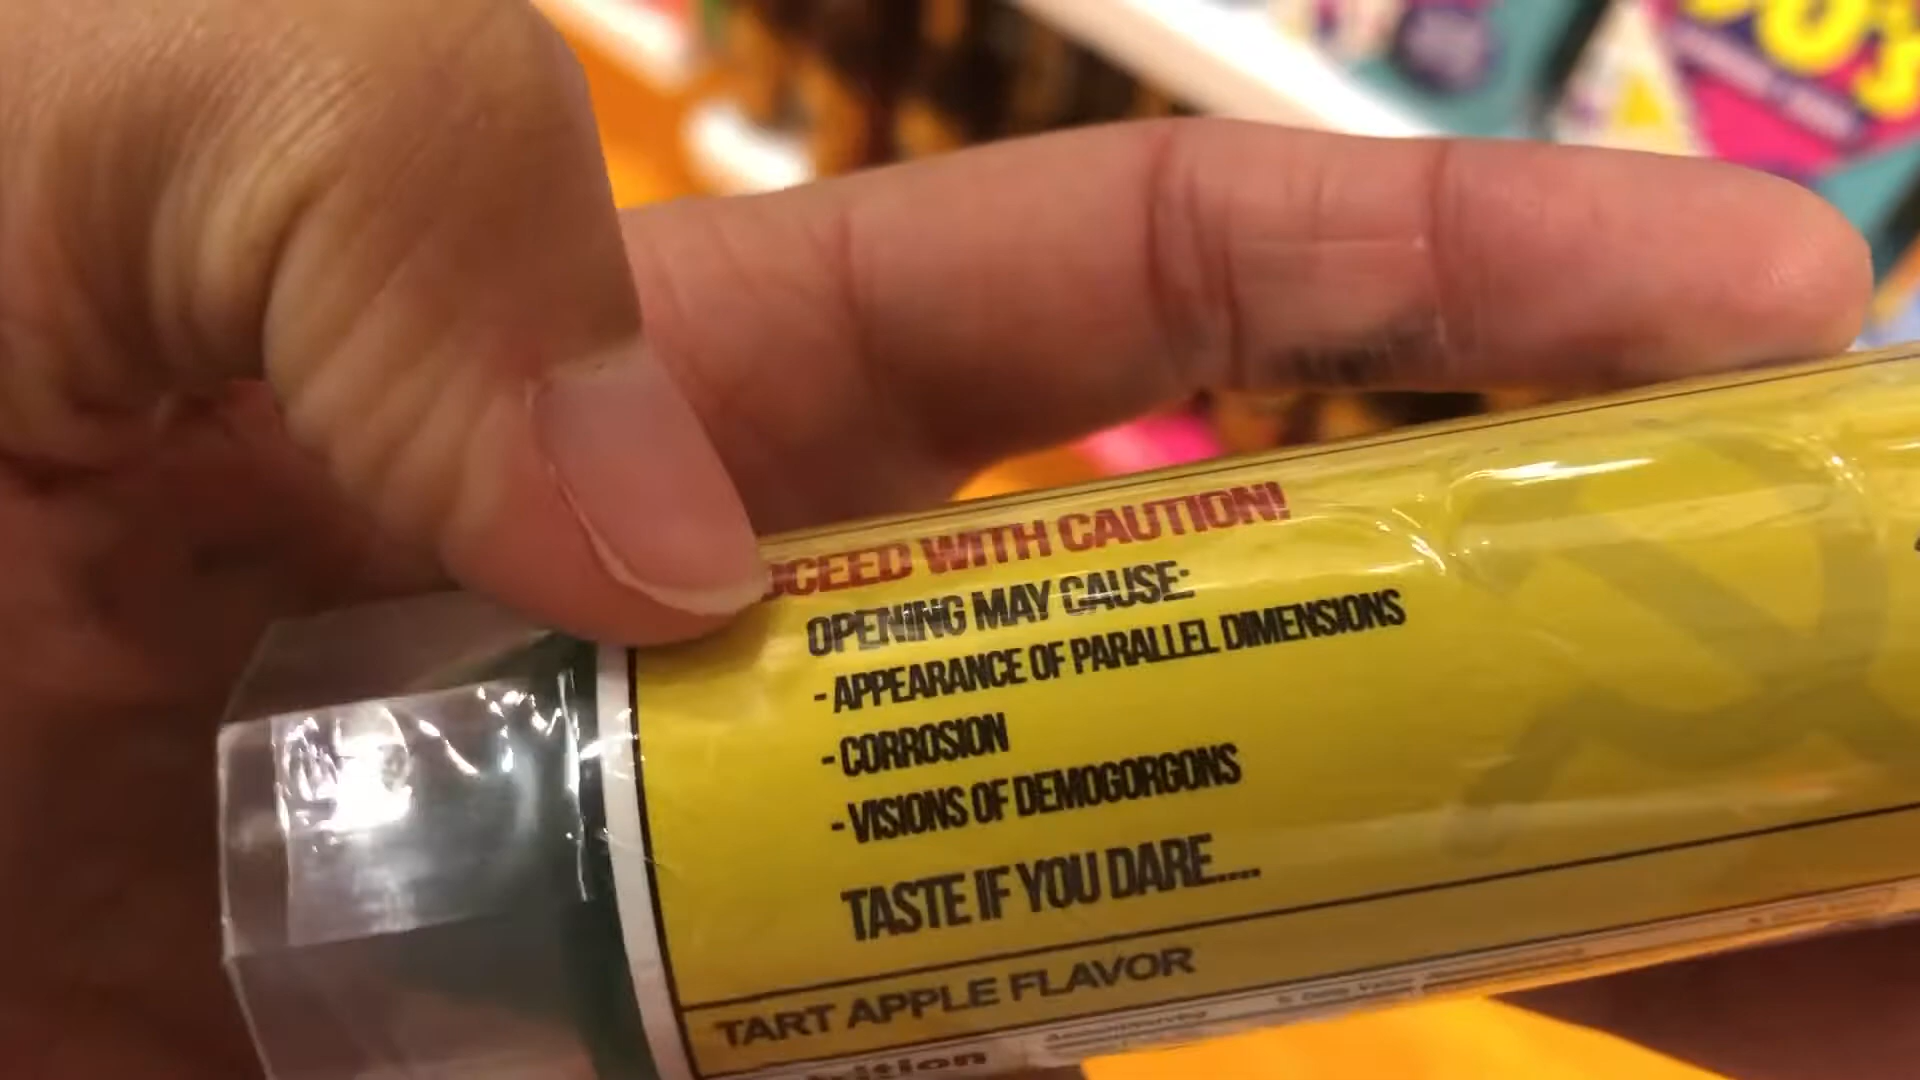 OCEED WITH CAUTION!
OPENING MAY CAUSE:
- APPEARANCE OF PARALLEL DIMENSIONS
- CORROSION
- VISIONS OF DEMOGORGONS
TASTE IF YOU DARE....
TART APPLE FLAVOR